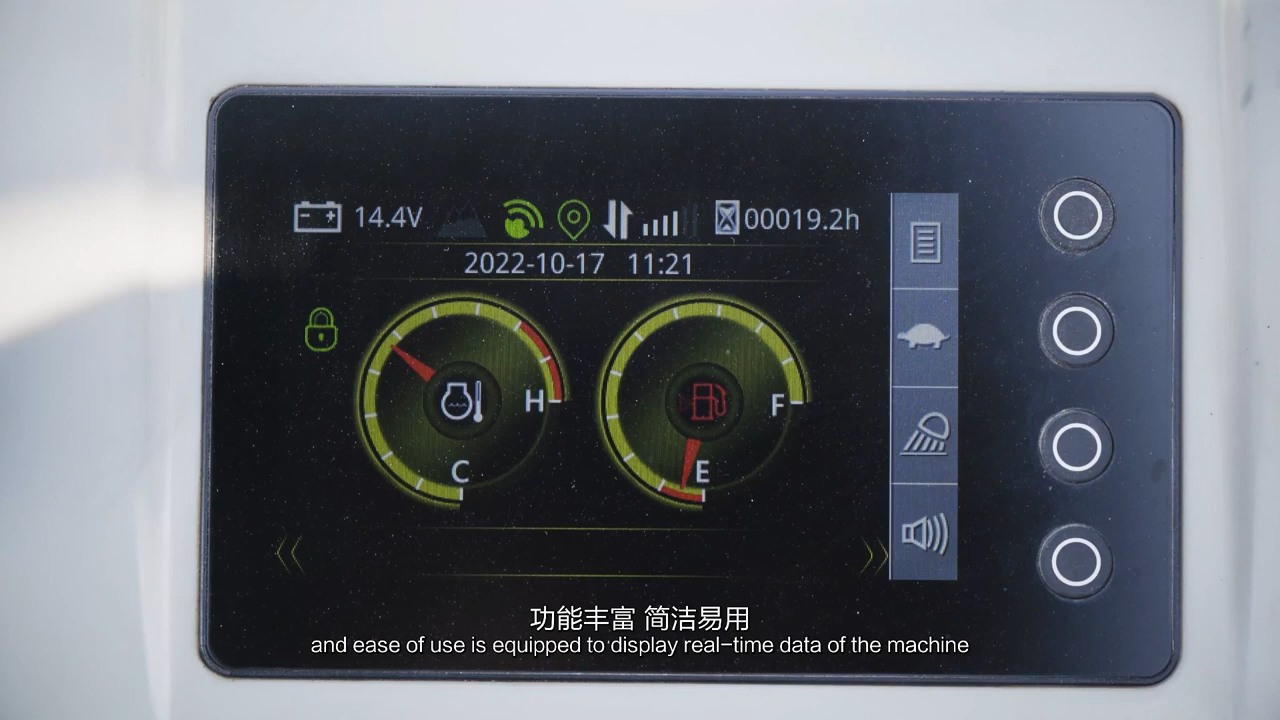 14.4V
00019.2h
2022-10-17 11:21
H
C
F
E
功能丰富 简洁易用
and ease of use is equipped to display real-time data of the machine